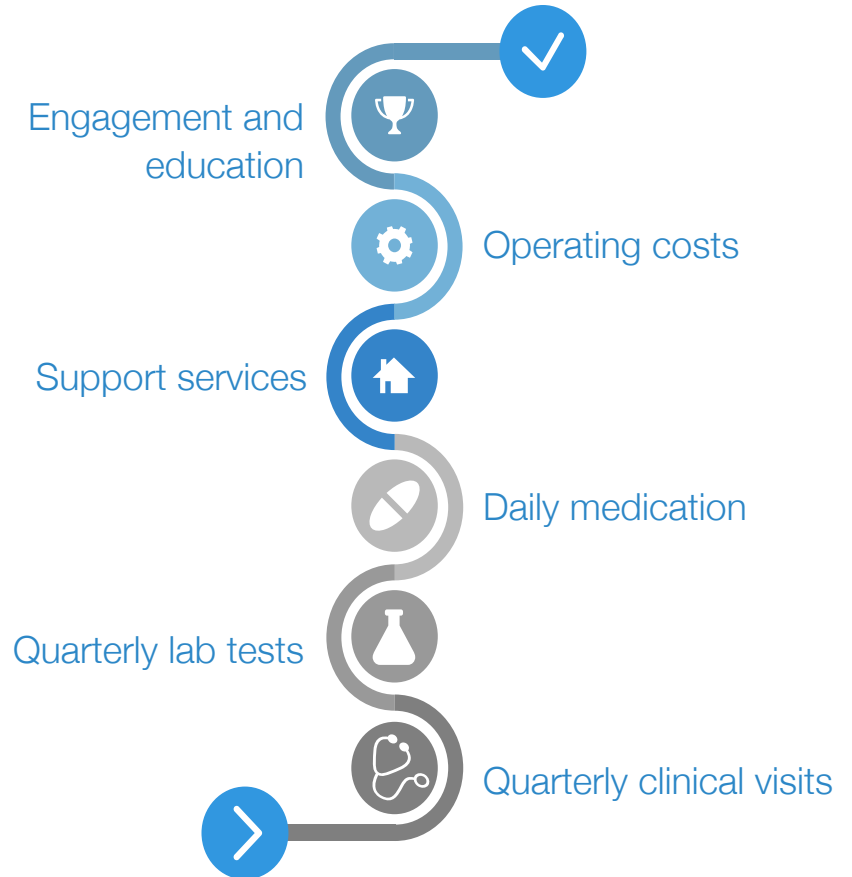 Engagement and
education
Operating costs
Support services
Daily medication
Quarterly lab tests
Quarterly clinical visits